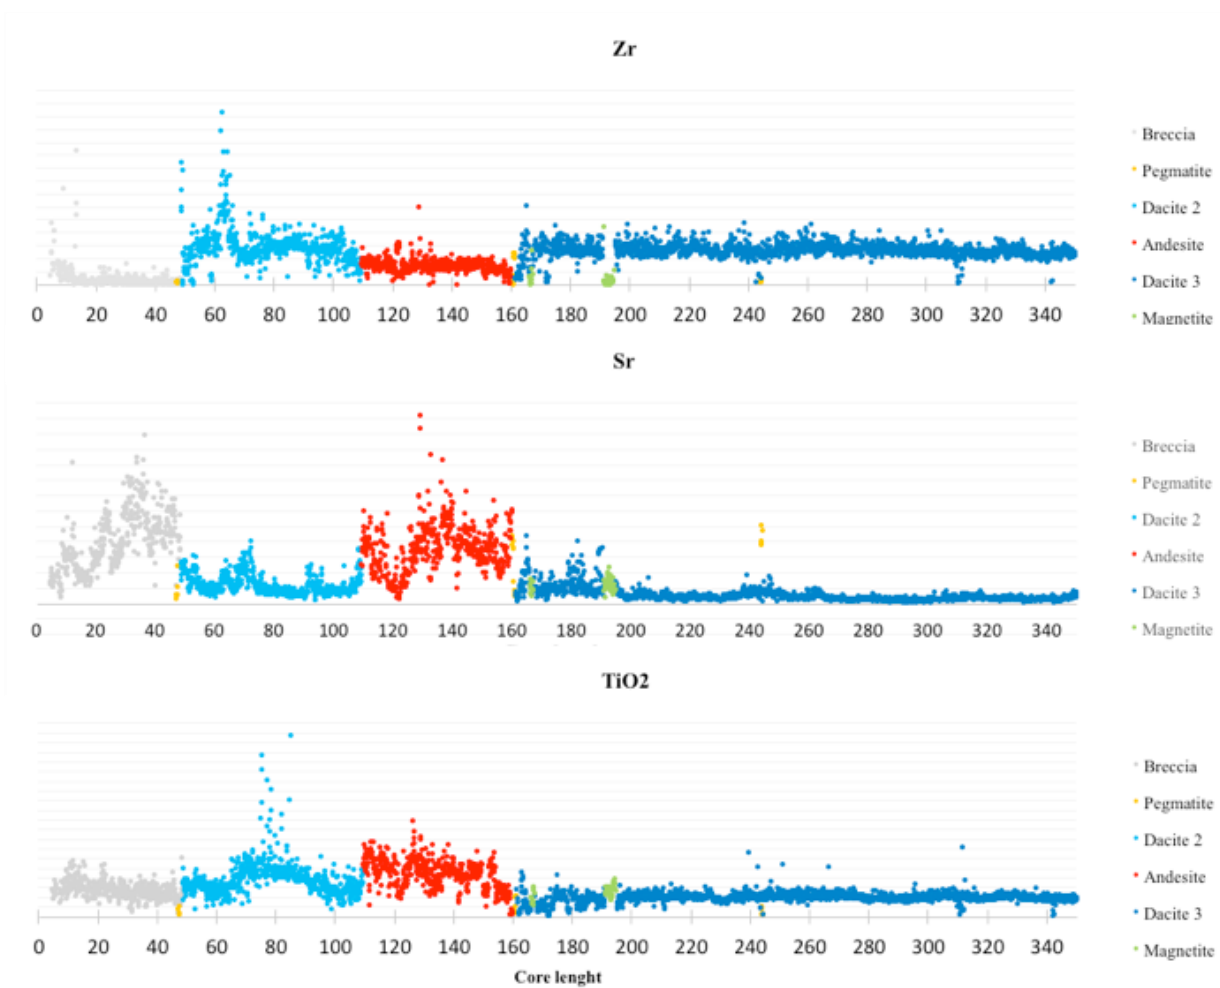 Zr
Breccia
Pegmatite
Dacite 2
Andesite
Dacite 3
Magnetite
0 20 40 60 80 100 120 140 160 180 200 220 240 260 280 300 320 340
Sr
Breccia
Pegmatite
Dacite 2
Andesite
Dacite 3
Magnetite
0 20 40 60 80 100 120 140 160 180 200 220 240 260 280 300 320 340
TiO2
Breccia
Pegmatite
Dacite 2
Andesite
Dacite 3
Magnetite
0 20 40 60 80 100 120 140 160 180 200 220 240 260 280 300 320 340
Core lenght